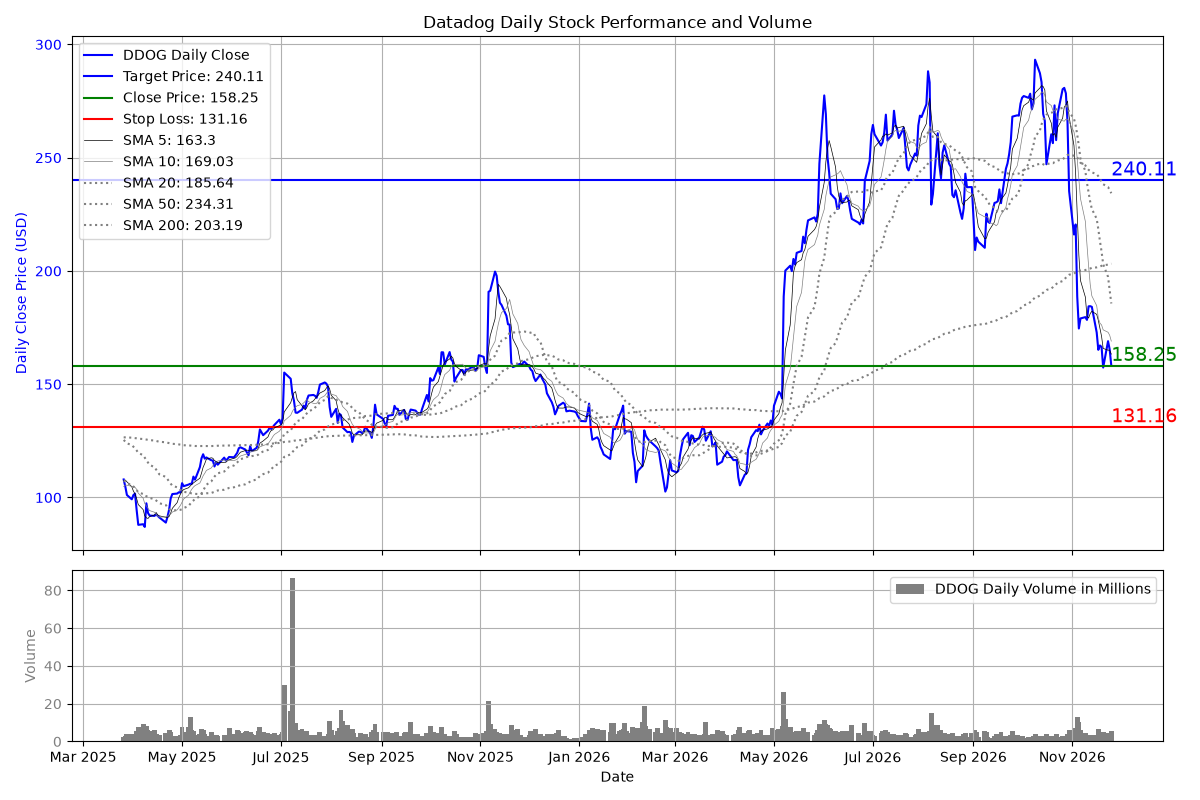 Datadog Daily Stock Performance and Volume
300
250
200
150
100
Daily Close Price (USD)
DDOG Daily Close
Target Price: 240.11
Close Price: 158.25
Stop Loss: 131.16
SMA 5: 163.3
SMA 10: 169.03
SMA 20: 185.64
SMA 50: 234.31
SMA 200: 203.19
240.11
158.25
131.16
80
60
40
20
0
Volume
DDOG Daily Volume in Millions
Mar 2025 May 2025 Jul 2025 Sep 2025 Nov 2025 Jan 2026 Mar 2026 May 2026 Jul 2026 Sep 2026 Nov 2026
Date